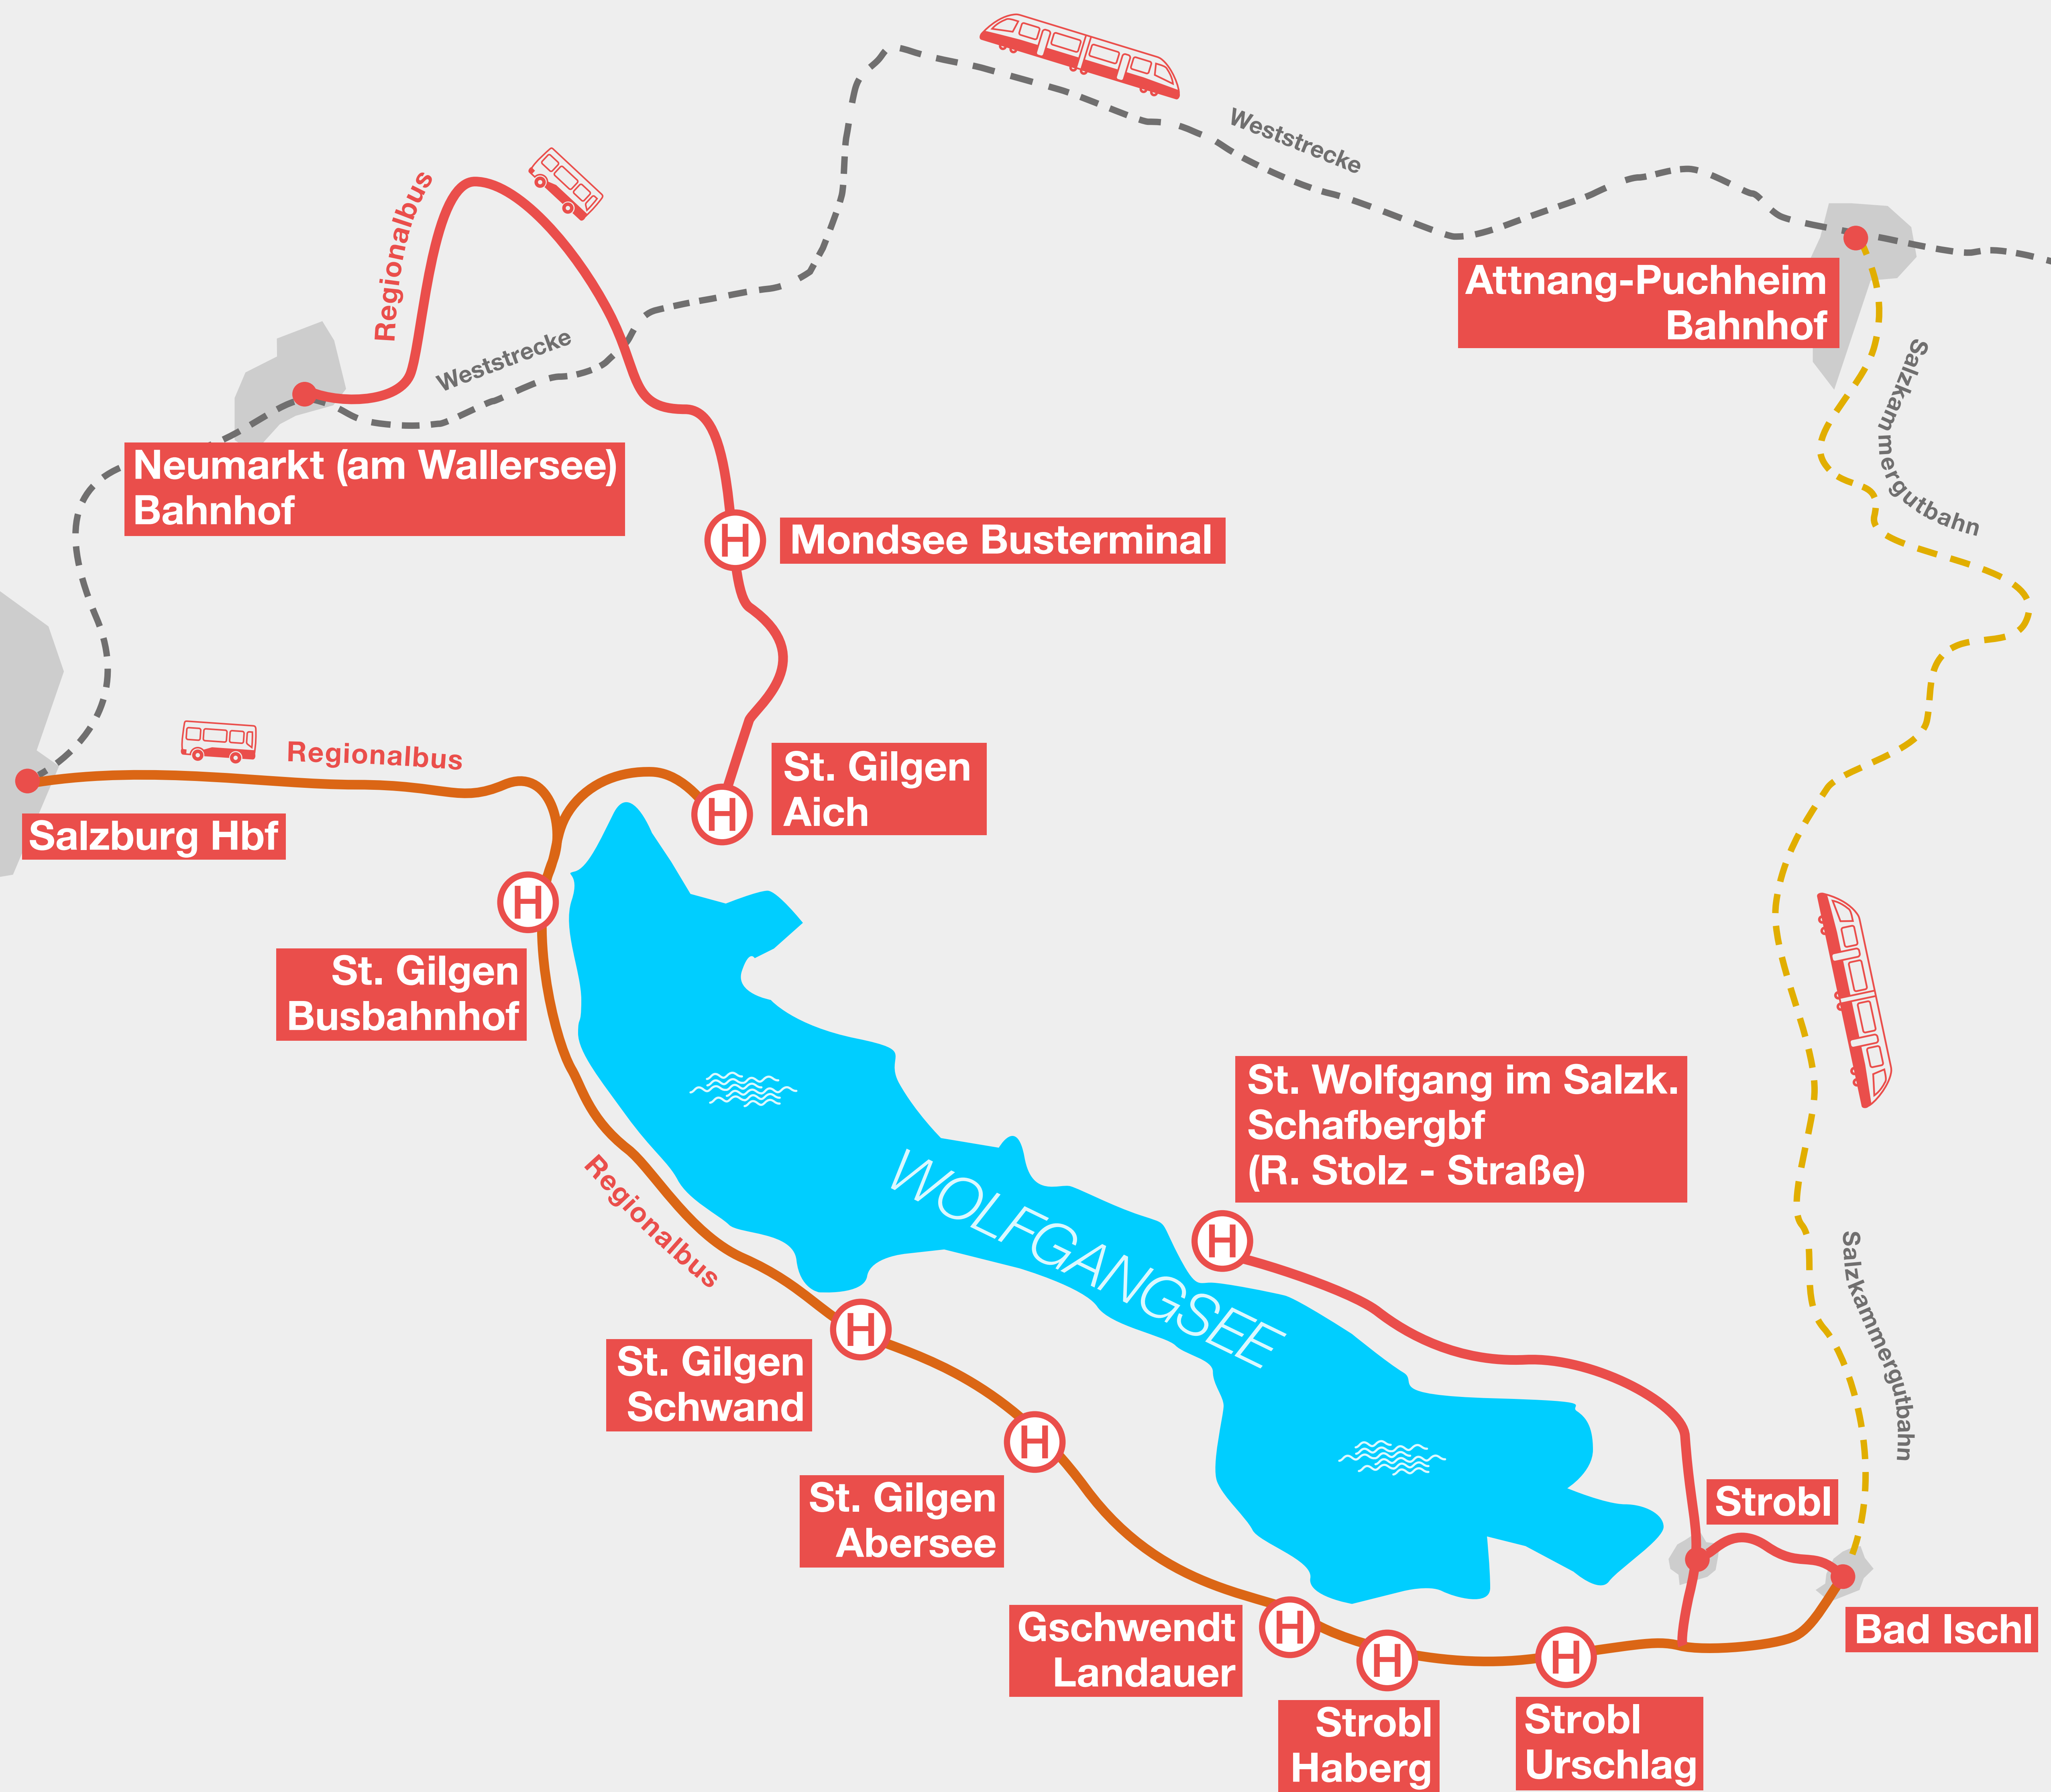 Weststrecke
Regionalbus
Attnang-Puchheim
Bahnhof
Weststrecke
Salzkammergutbahn
Neumarkt (am Wallersee)
Bahnhof
H
Mondsee Busterminal
Regionalbus
St. Gilgen
Aich
H
Salzburg Hbf
H
St. Gilgen
Busbahnhof
St. Wolfgang im Salzk.
Schafbergbf
(R. Stolz - Straße)
H
WOLFGANGSEE
Regionalbus
Salzkammergutbahn
H
St. Gilgen
Schwand
H
St. Gilgen
Abersee
Strobl
Gschwendt
Landauer
H
H
H
Bad Ischl
Strobl
Haberg
Strobl
Urschlag